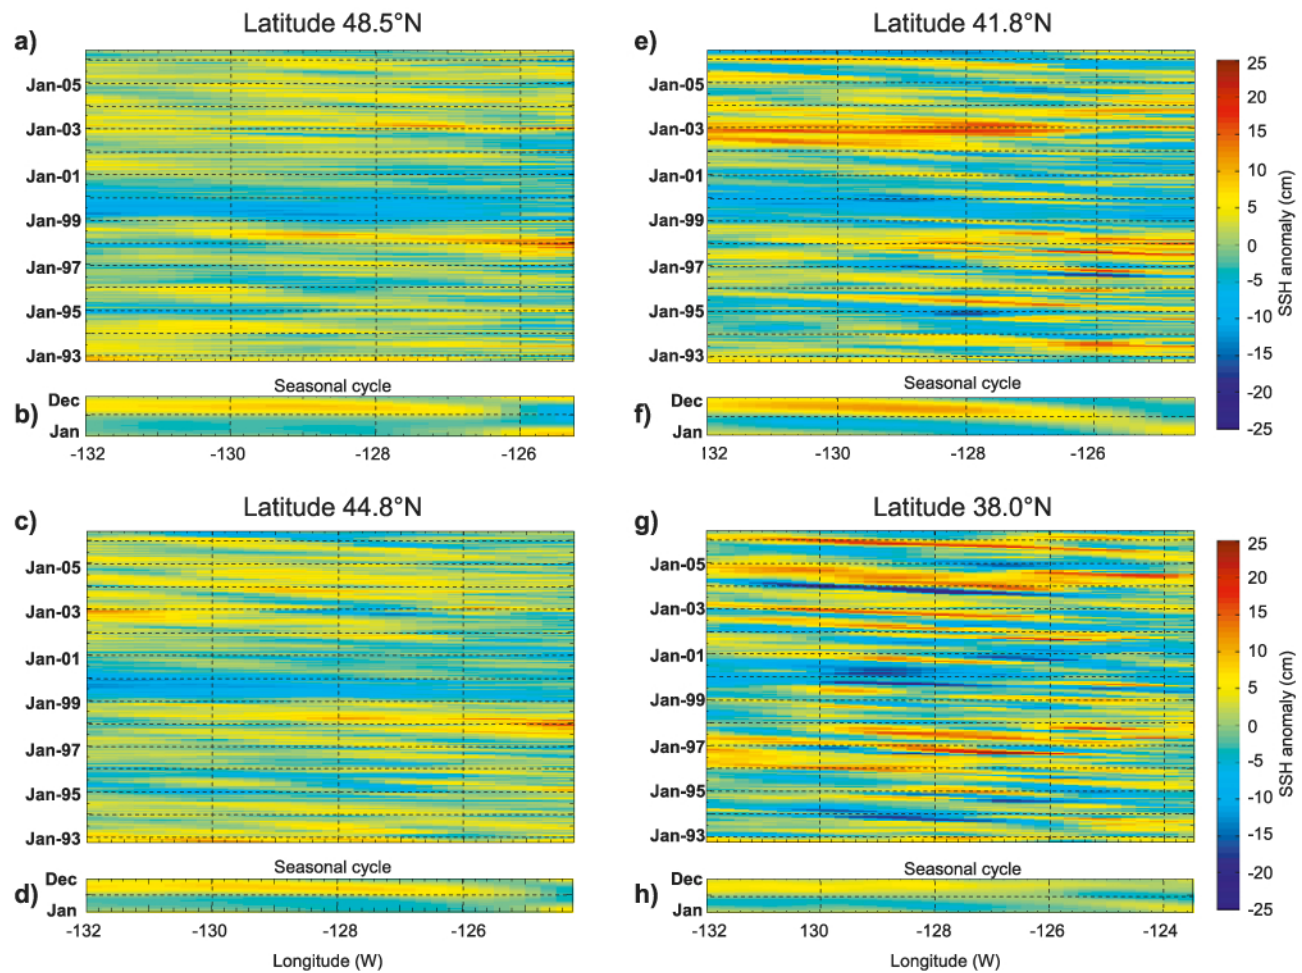 Latitude 48.5°N
a)
Jan-05
Jan-03
Jan-01
Jan-99
Jan-97
Jan-95
Jan-93
Seasonal cycle
b)
Dec
Jan
-132
-130
-128
-126
Latitude 41.8°N
e)
Jan-05
Jan-03
Jan-01
Jan-99
Jan-97
Jan-95
Jan-93
Seasonal cycle
f)
Dec
Jan
132
-130
-128
-126
25
20
15
10
5
0
-5
-10
-15
-20
-25
SSH anomaly (cm)
Latitude 44.8°N
c)
Jan-05
Jan-03
Jan-01
Jan-99
Jan-97
Jan-95
Jan-93
Seasonal cycle
d)
Dec
Jan
-132
-130
-128
-126
Longitude (W)
Latitude 38.0°N
g)
Jan-05
Jan-03
Jan-01
Jan-99
Jan-97
Jan-95
Jan-93
Seasonal cycle
h)
Dec
Jan
-132
130
-128
-126
-124
Longitude (W)
25
20
15
10
5
0
-5
-10
-15
-20
-25
SSH anomaly (cm)